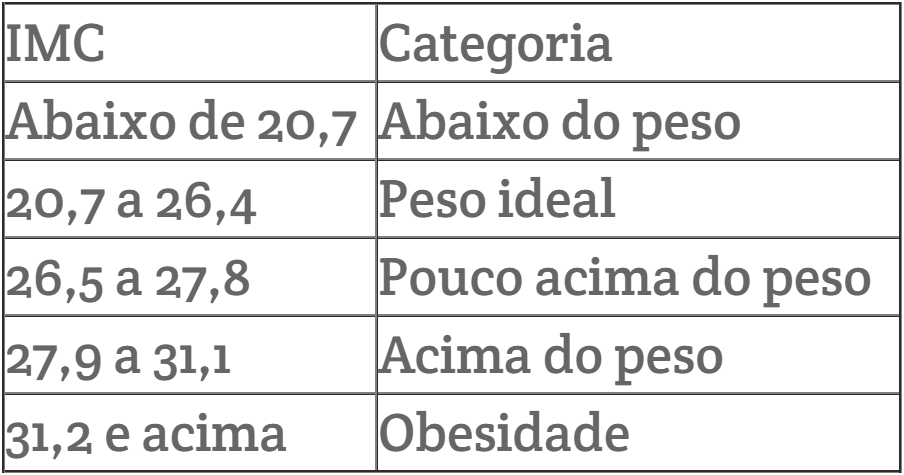 IMC Categoria
Abaixo de 20,7 Abaixo do peso
20,7 a 26,4 Peso ideal
26,5 a 27,8 Pouco acima do peso
27,9 a 31,1 Acima do peso
31,2 e acima Obesidade